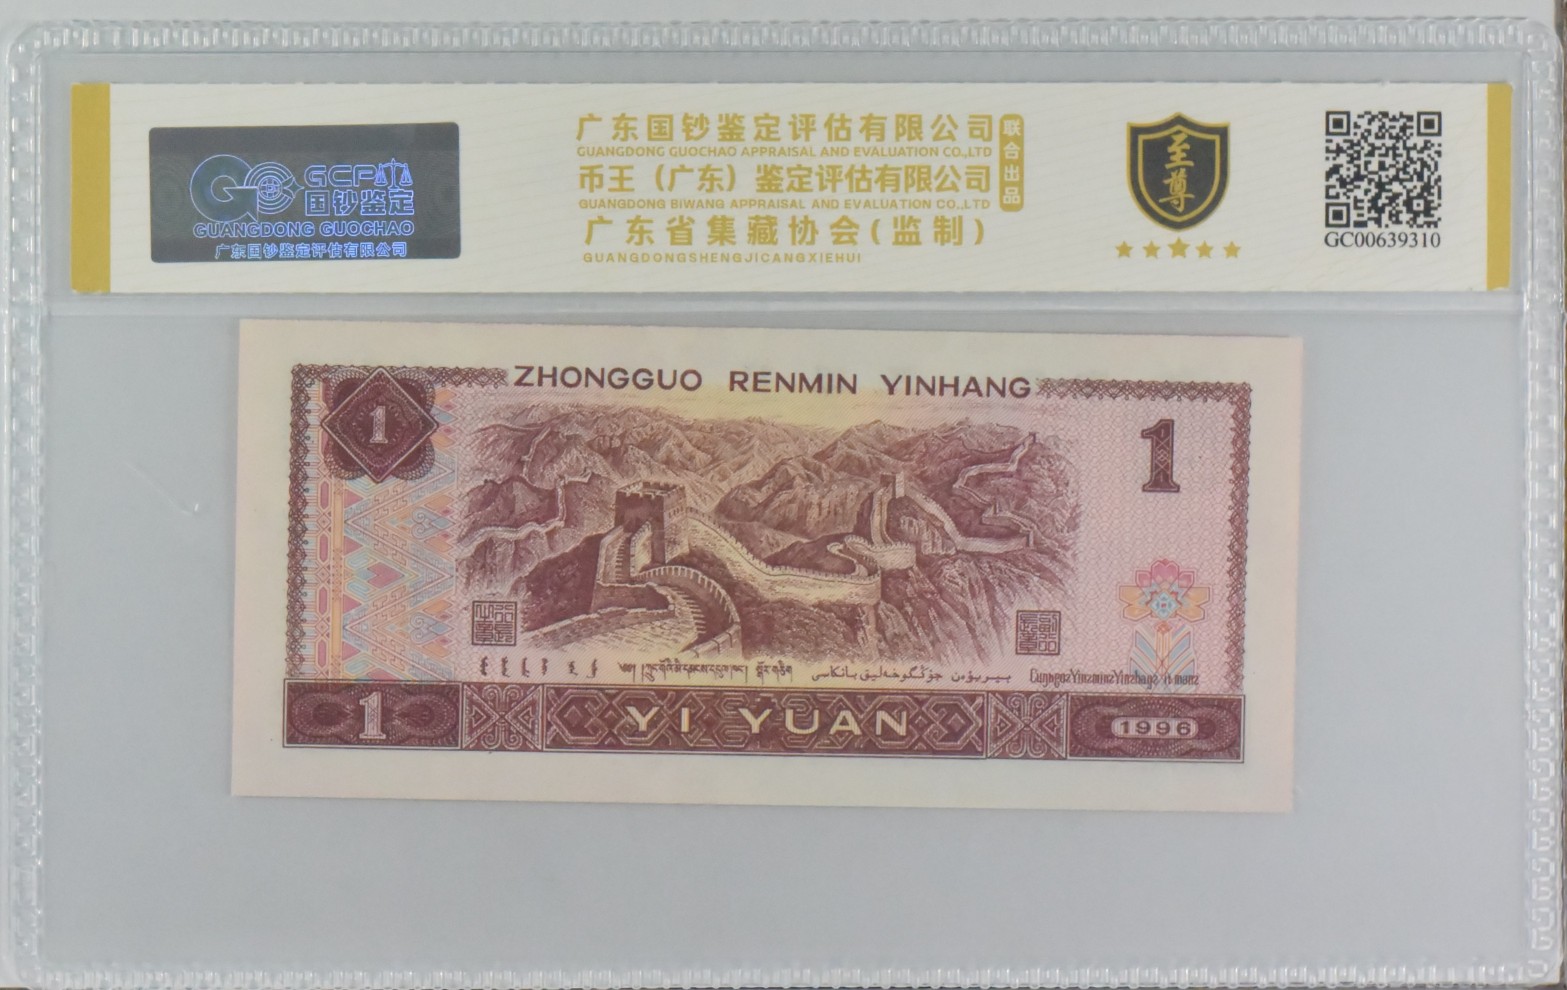 GCP
国钞鉴定
GUANGDONG GUOCHAO
广东国钞鉴定评估有限公司
广东国钞鉴定评估有限公司
GUANGDONG GUOCHAO APPRAISAL AND EVALUATION CO.,LTD
币王（广东）鉴定评估有限公司
GUANGDONG BIWANG APPRAISAL AND EVALUATION CO.,LTD
联合出品
广东省集藏协会(监制)
GUANGDONGSHENGJICANGXIEHUI
至尊
GC00639310
ZHONGGUO RENMIN YINHANG
1
1
1
YI YUAN
1996